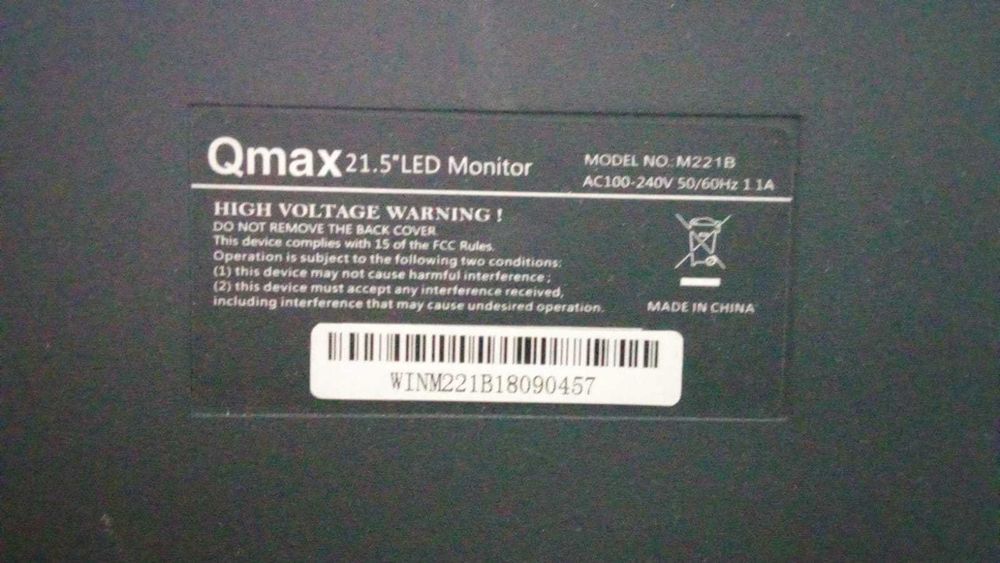 Qmax 21.5"LED Monitor
MODEL NO.: M221B
AC100-240V 50/60Hz 1.1A
HIGH VOLTAGE WARNING !
DO NOT REMOVE THE BACK COVER
This device complies with 15 of the FCC Rules.
Operation is subject to the following two conditions:
(1) this device may not cause harmful interference ;
(2) this device must accept any interference received,
including interference that may cause undesired operation.
MADE IN CHINA
WINM221B18090457